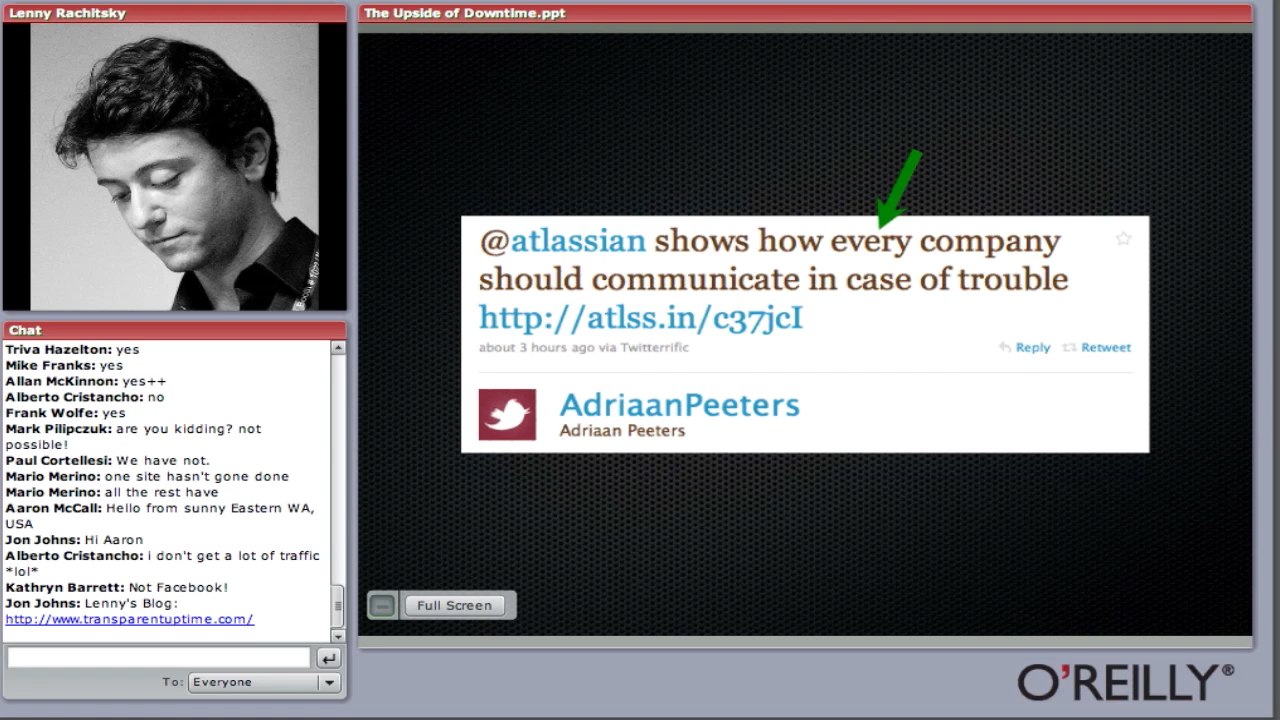 Lenny Rachitsky
The Upside of Downtime.ppt
@atlassian shows how every company
should communicate in case of trouble
http://atlss.in/c37jcI
about 3 hours ago via Twitterrific
Reply
Retweet
AdriaanPeeters
Adriaan Peeters
Full Screen
Chat
Triva Hazelton: yes
Mike Franks: yes
Allan McKinnon: yes++
Alberto Cristancho: no
Frank Wolfe: yes
Mark Pilipczuk: are you kidding? not
possible!
Paul Cortellesi: We have not.
Mario Merino: one site hasn't gone done
Mario Merino: all the rest have
Aaron McCall: Hello from sunny Eastern WA,
USA
Jon Johns: Hi Aaron
Alberto Cristancho: i don't get a lot of traffic
*lol*
Kathryn Barrett: Not Facebook!
Jon Johns: Lenny's Blog:
http://www.transparentuptime.com/
To: Everyone
O'REILLY®